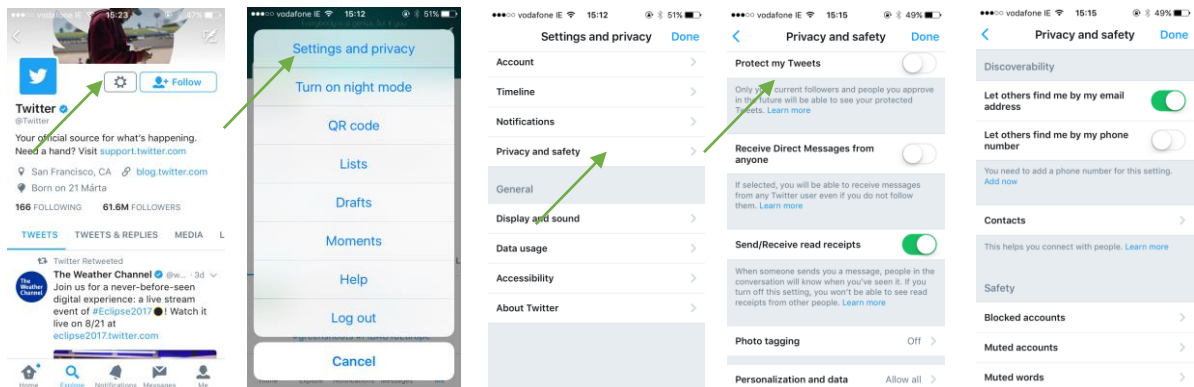 ●●●○○ vodafone IE 15:23 47%
Follow
Twitter
@Twitter
Your official source for what's happening.
Need a hand? Visit support.twitter.com
San Francisco, CA blog.twitter.com
Born on 21 Márta
166 FOLLOWING 61.6M FOLLOWERS
TWEETS TWEETS & REPLIES MEDIA L
Twitter Retweeted
The Weather Channel @w... · 3d
Join us for a never-before-seen
digital experience: a live stream
event of #Eclipse2017! Watch it
live on 8/21 at
eclipse2017.twitter.com
The
Weather
Channel
Home Explore Notifications Messages Me
●●●○○ vodafone IE 15:12 51%
Settings and privacy
Turn on night mode
QR code
Lists
Drafts
Moments
Help
Log out
Cancel
Home Explore Notifications Messages Me
●●●○○ vodafone IE 15:12 51%
Settings and privacy Done
Account
Timeline
Notifications
Privacy and safety
General
Display and sound
Data usage
Accessibility
About Twitter
●●●○○ vodafone IE 15:15 49%
Privacy and safety Done
Protect my Tweets
Only your current followers and people you approve
in the future will be able to see your protected
Tweets. Learn more
Receive Direct Messages from
anyone
If selected, you will be able to receive messages
from any Twitter user even if you do not follow
them. Learn more
Send/Receive read receipts
When someone sends you a message, people in the
conversation will know when you've seen it. If you
turn off this setting, you won't be able to see read
receipts from other people. Learn more
Photo tagging Off
Personalization and data Allow all
●●●○○ vodafone IE 15:15 49%
Privacy and safety Done
Discoverability
Let others find me by my email
address
Let others find me by my phone
number
You need to add a phone number for this setting.
Add now
Contacts
This helps you connect with people. Learn more
Safety
Blocked accounts
Muted accounts
Muted words